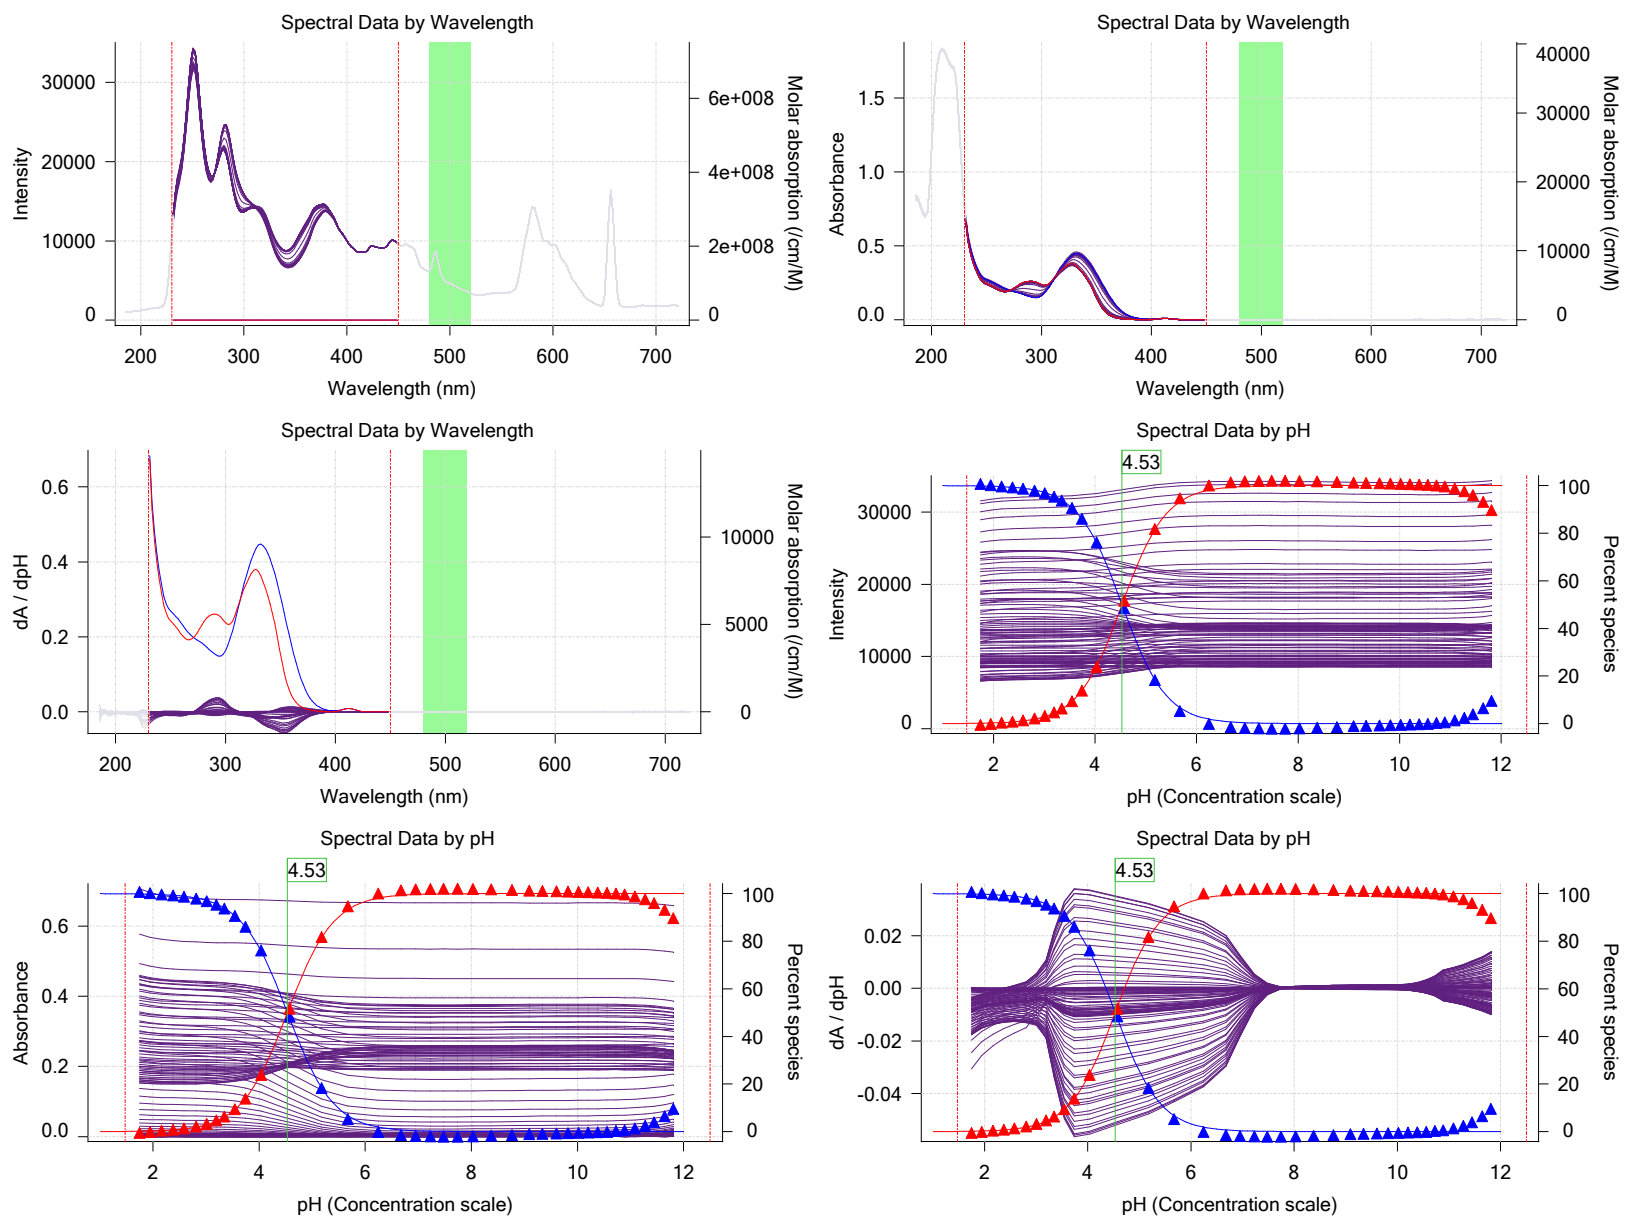 Spectral Data by Wavelength
30000
20000
10000
0
Intensity
6e+008
4e+008
2e+008
0
Molar absorption (/cm/M)
200 300 400 500 600 700
Wavelength (nm)
Spectral Data by Wavelength
1.5
1.0
0.5
0.0
Absorbance
40000
30000
20000
10000
0
Molar absorption (/cm/M)
200 300 400 500 600 700
Wavelength (nm)
Spectral Data by Wavelength
0.6
0.4
0.2
0.0
dA / dpH
10000
5000
0
Molar absorption (/cm/M)
200 300 400 500 600 700
Wavelength (nm)
Spectral Data by pH
4.53
30000
20000
10000
0
Intensity
100
80
60
40
20
0
Percent species
2 4 6 8 10 12
pH (Concentration scale)
Spectral Data by pH
4.53
0.6
0.4
0.2
0.0
Absorbance
100
80
60
40
20
0
Percent species
2 4 6 8 10 12
pH (Concentration scale)
Spectral Data by pH
4.53
0.02
0.00
-0.02
-0.04
dA / dpH
100
80
60
40
20
0
Percent species
2 4 6 8 10 12
pH (Concentration scale)